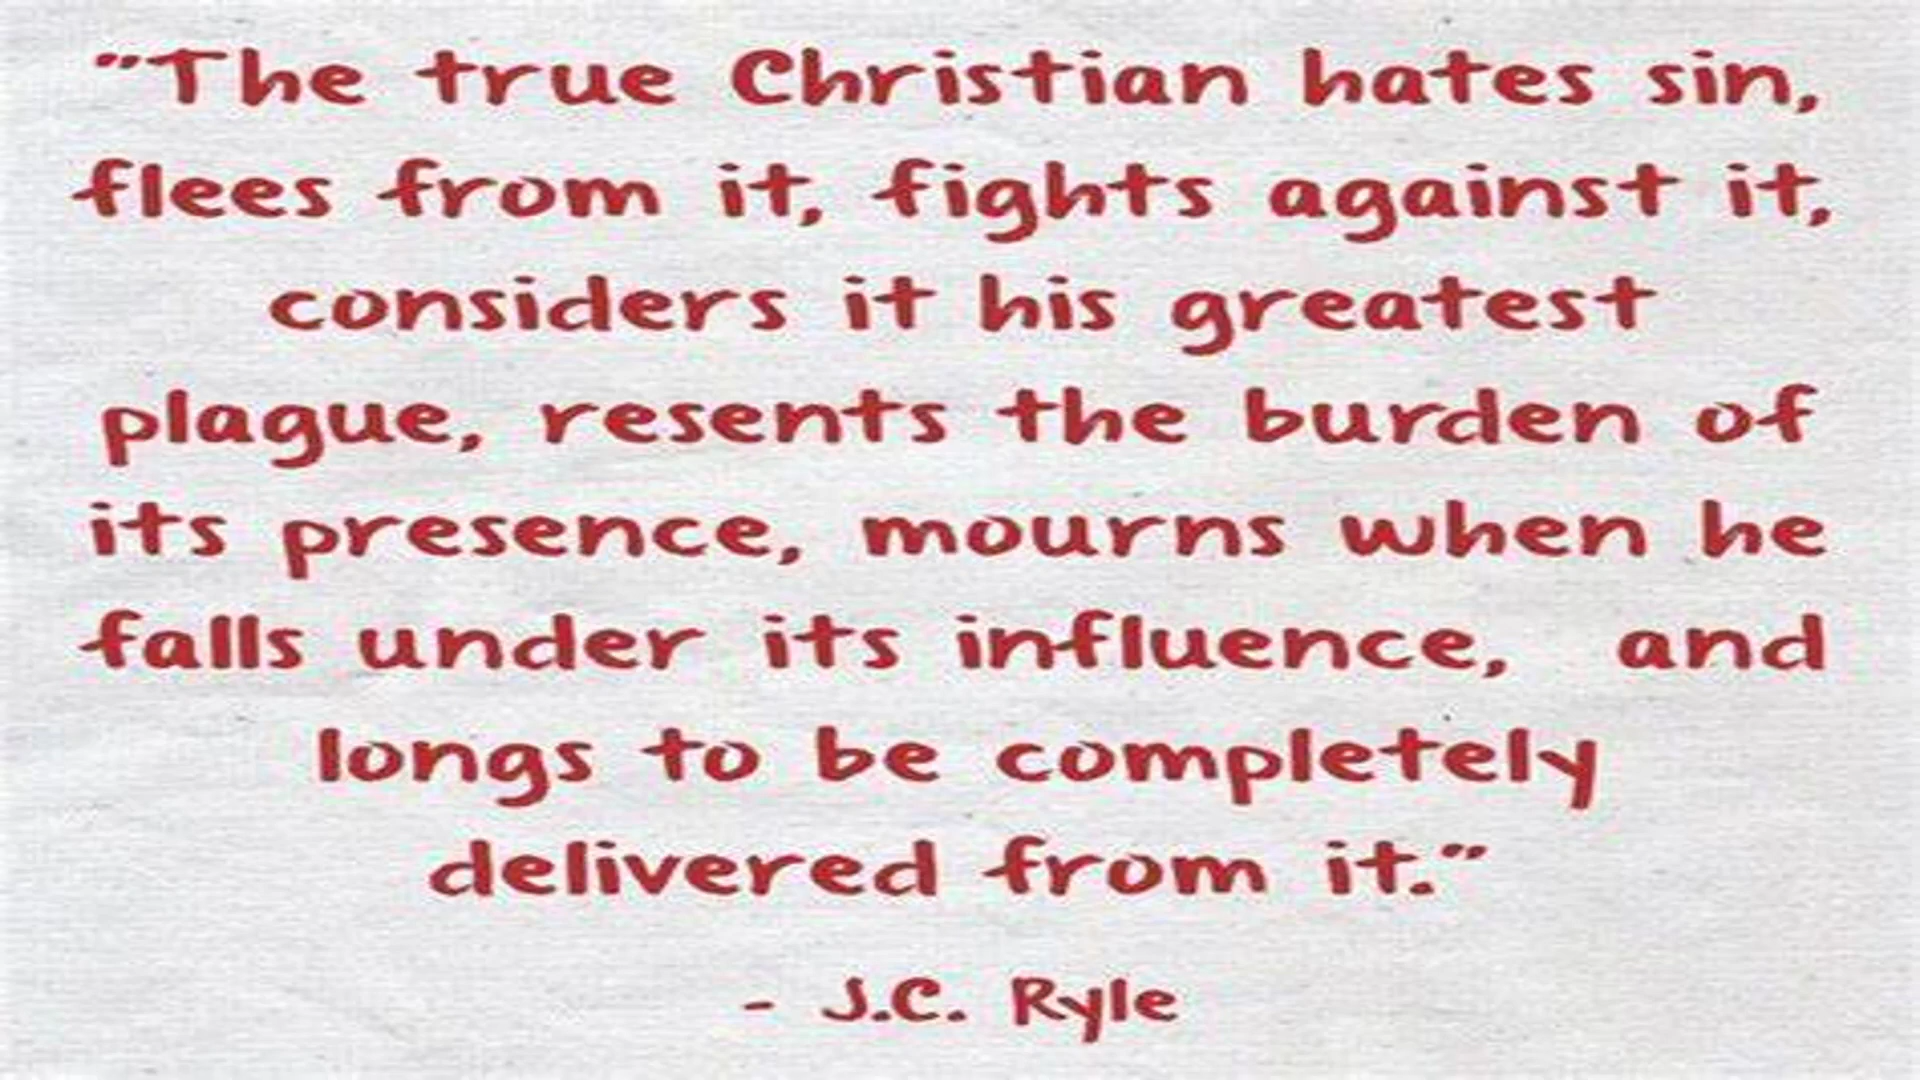 "The true Christian hates sin,
flees from it, fights against it,
considers it his greatest
plague, resents the burden of
its presence, mourns when he
falls under its influence, and
longs to be completely
delivered from it."
- J.C. Ryle